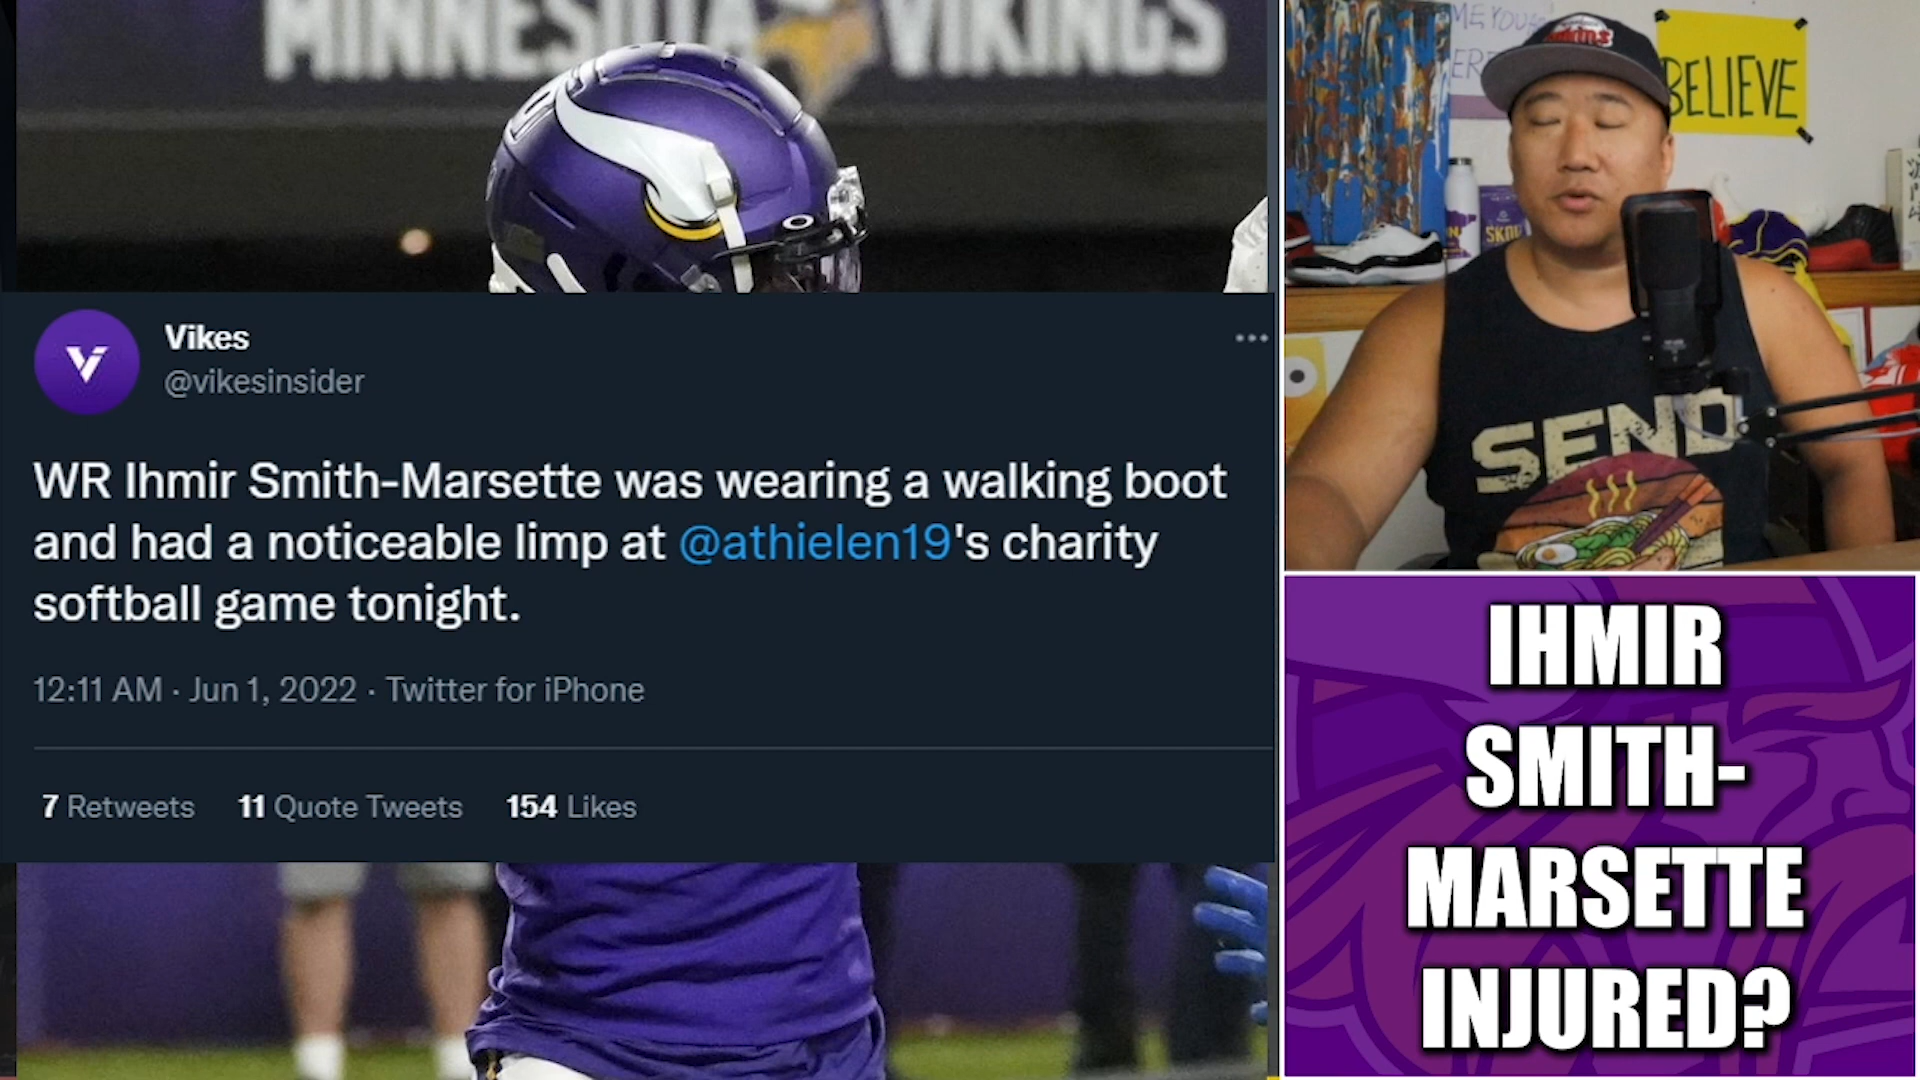 MINNESOTA VIKINGS
Vikes
@vikesinsider
WR Ihmir Smith-Marsette was wearing a walking boot
and had a noticeable limp at @athielen19's charity
softball game tonight.
12:11 AM · Jun 1, 2022 · Twitter for iPhone
7 Retweets 11 Quote Tweets 154 Likes
BELIEVE
SEND
IHMIR
SMITH-
MARSETTE
INJURED?